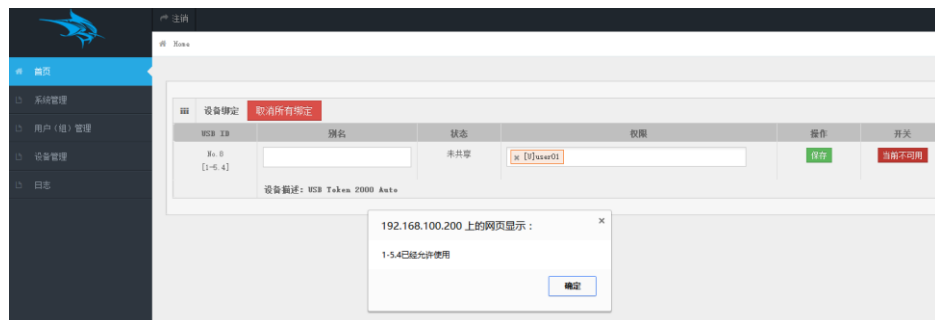 注销
Home
首页
系统管理
用户（组）管理
设备管理
日志
设备绑定 取消所有绑定
USB ID 别名 状态 权限 操作 开关
No.0 未共享 × [U]user01 保存 当前不可用
[1-5.4]
设备描述: USB Token 2000 Auto
192.168.100.200 上的网页显示： ×
1-5.4已经允许使用
确定